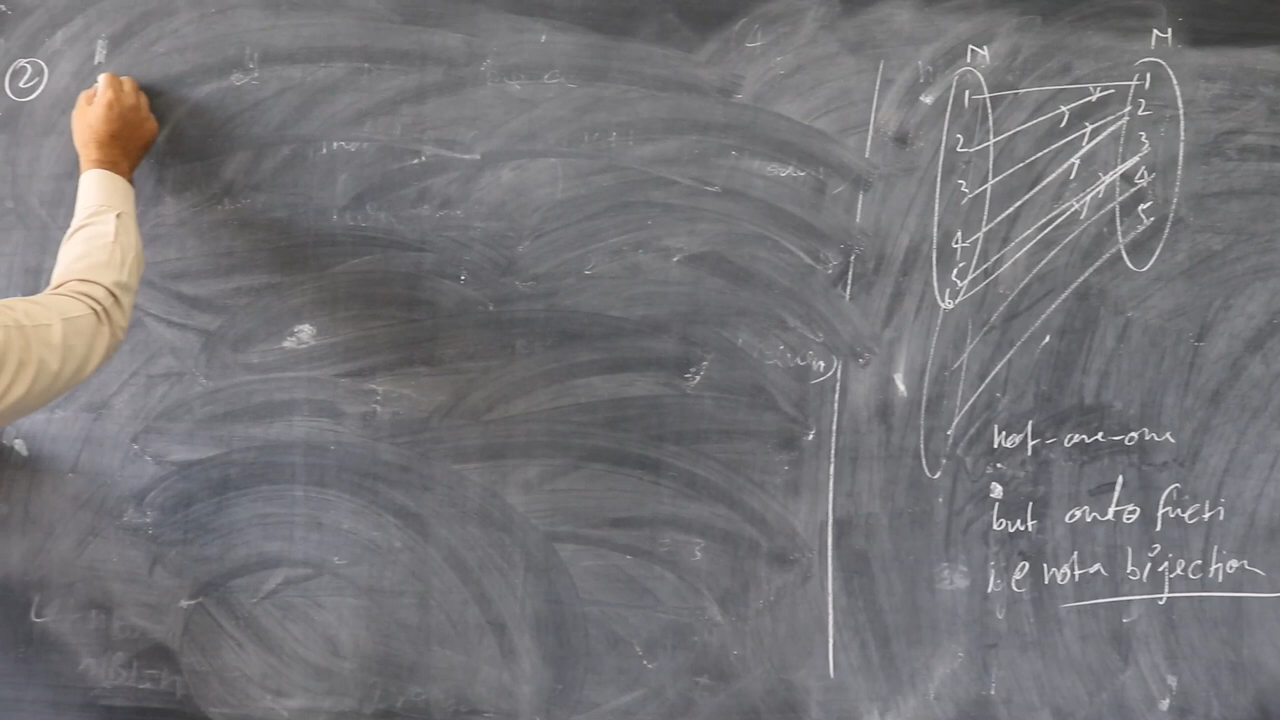 2
N N
1 1
2 2
3 3
4 4
5 5
6
not-one-one
but onto functi
i.e not a bijection